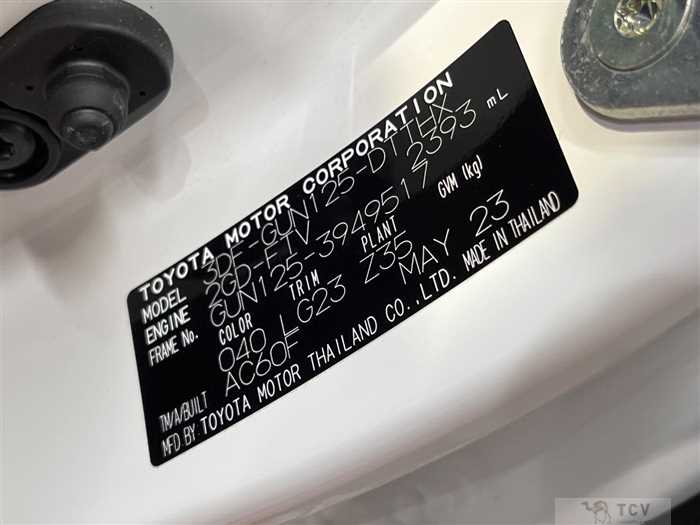 TOYOTA MOTOR CORPORATION
MODEL 3DF-GUN125-DTTHX
ENGINE 2GD-FTV 2393 mL
FRAME No. GUN125-3949517
COLOR TRIM PLANT GVM (kg)
040 LG23 Z35
TM/A/BUILT AC60F MAY 23
MFD.BY:TOYOTA MOTOR THAILAND CO.,LTD. MADE IN THAILAND
TCV